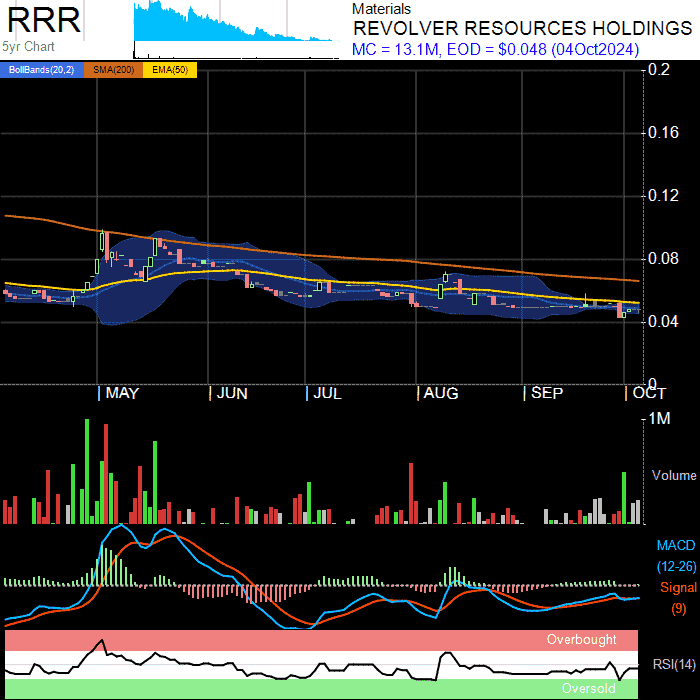 RRR
5yr Chart
Materials
REVOLVER RESOURCES HOLDINGS
MC = 13.1M, EOD = $0.048 (04Oct2024)
BollBands(20,2) SMA(200) EMA(50)
0.2
0.16
0.12
0.08
0.04
0
MAY JUN JUL AUG SEP OCT
1M
Volume
MACD
(12-26)
Signal
(9)
Overbought
RSI(14)
Oversold